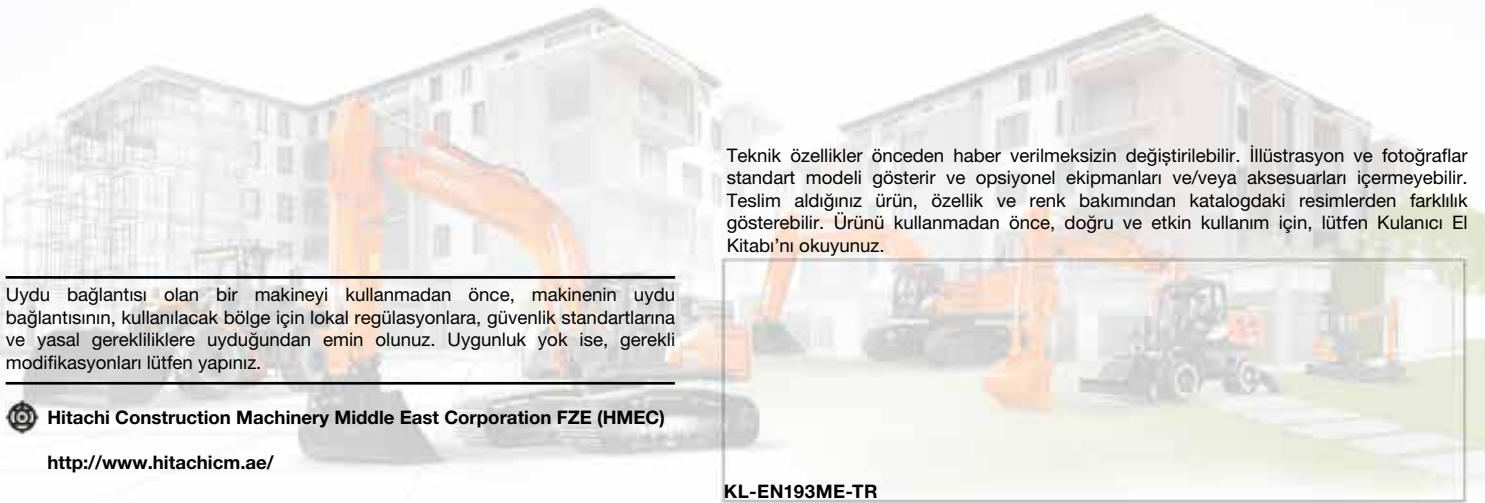 Uydu bağlantısı olan bir makineyi kullanmadan önce, makinenin uydu
bağlantısının, kullanılacak bölge için lokal regülasyonlara, güvenlik standartlarına
ve yasal gerekliliklere uyduğundan emin olunuz. Uygunluk yok ise, gerekli
modifikasyonları lütfen yapınız.
Hitachi Construction Machinery Middle East Corporation FZE (HMEC)
http://www.hitachicm.ae/
Teknik özellikler önceden haber verilmeksizin değiştirilebilir. İllüstrasyon ve fotoğraflar
standart modeli gösterir ve opsiyonel ekipmanları ve/veya aksesuarları içermeyebilir.
Teslim aldığınız ürün, özellik ve renk bakımından katalogdaki resimlerden farklılık
gösterebilir. Ürünü kullanmadan önce, doğru ve etkin kullanım için, lütfen Kulanıcı El
Kitabı’nı okuyunuz.
KL-EN193ME-TR